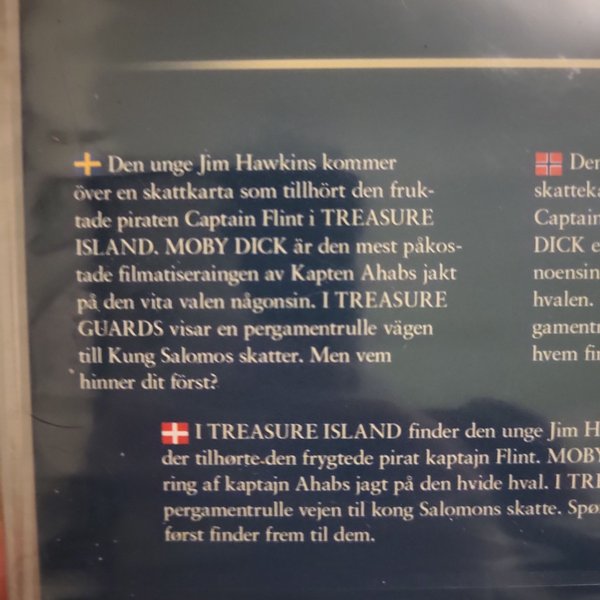 Den unge Jim Hawkins kommer
över en skattkarta som tillhört den fruk-
tade piraten Captain Flint i TREASURE
ISLAND. MOBY DICK är den mest påkos-
tade filmatiseraingen av Kapten Ahabs jakt
på den vita valen någonsin. I TREASURE
GUARDS visar en pergamentrulle vägen
till Kung Salomos skatter. Men vem
hinner dit först?
Den
skatteka
Captain
DICK e
noensin
hvalen.
gamentr
hvem fin
I TREASURE ISLAND finder den unge Jim H
der tilhørte den frygtede pirat kaptajn Flint. MOBY
ring af kaptajn Ahabs jagt på den hvide hval. I TRE
pergamentrulle vejen til kong Salomons skatte. Spø
først finder frem til dem.